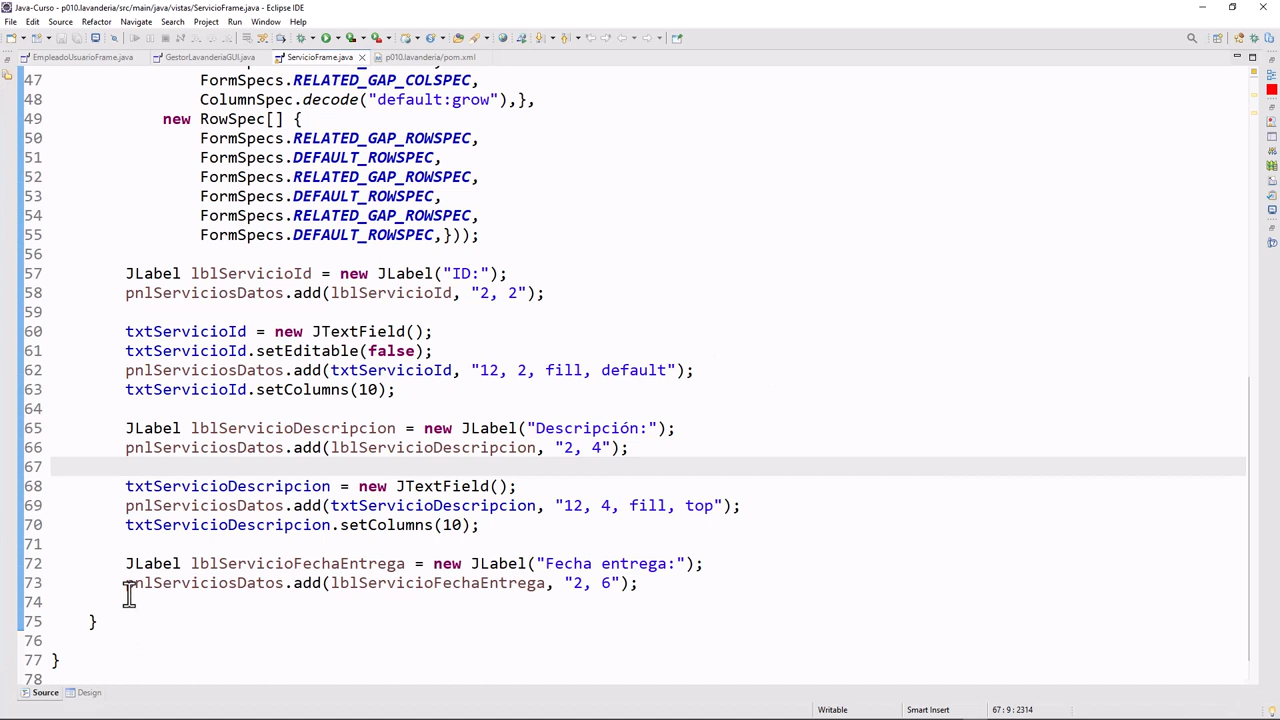 Java-Curso - p010.lavanderia/src/main/java/vistas/ServicioFrame.java - Eclipse IDE
File Edit Source Refactor Navigate Search Project Run Window Help
EmpleadoUsuarioFrame.java GestorLavanderiaGUI.java ServicioFrame.java p010.lavanderia/pom.xml
47 FormSpecs.RELATED_GAP_COLSPEC,
48 ColumnSpec.decode("default:grow"),},
49 new RowSpec[] {
50 FormSpecs.RELATED_GAP_ROWSPEC,
51 FormSpecs.DEFAULT_ROWSPEC,
52 FormSpecs.RELATED_GAP_ROWSPEC,
53 FormSpecs.DEFAULT_ROWSPEC,
54 FormSpecs.RELATED_GAP_ROWSPEC,
55 FormSpecs.DEFAULT_ROWSPEC,}));
56
57 JLabel lblServicioId = new JLabel("ID:");
58 pnlServiciosDatos.add(lblServicioId, "2, 2");
59
60 txtServicioId = new JTextField();
61 txtServicioId.setEditable(false);
62 pnlServiciosDatos.add(txtServicioId, "12, 2, fill, default");
63 txtServicioId.setColumns(10);
64
65 JLabel lblServicioDescripcion = new JLabel("Descripción:");
66 pnlServiciosDatos.add(lblServicioDescripcion, "2, 4");
67
68 txtServicioDescripcion = new JTextField();
69 pnlServiciosDatos.add(txtServicioDescripcion, "12, 4, fill, top");
70 txtServicioDescripcion.setColumns(10);
71
72 JLabel lblServicioFechaEntrega = new JLabel("Fecha entrega:");
73 pnlServiciosDatos.add(lblServicioFechaEntrega, "2, 6");
74
75 }
76
77 }
78
Source Design
Writable Smart Insert 67 : 9 : 2314